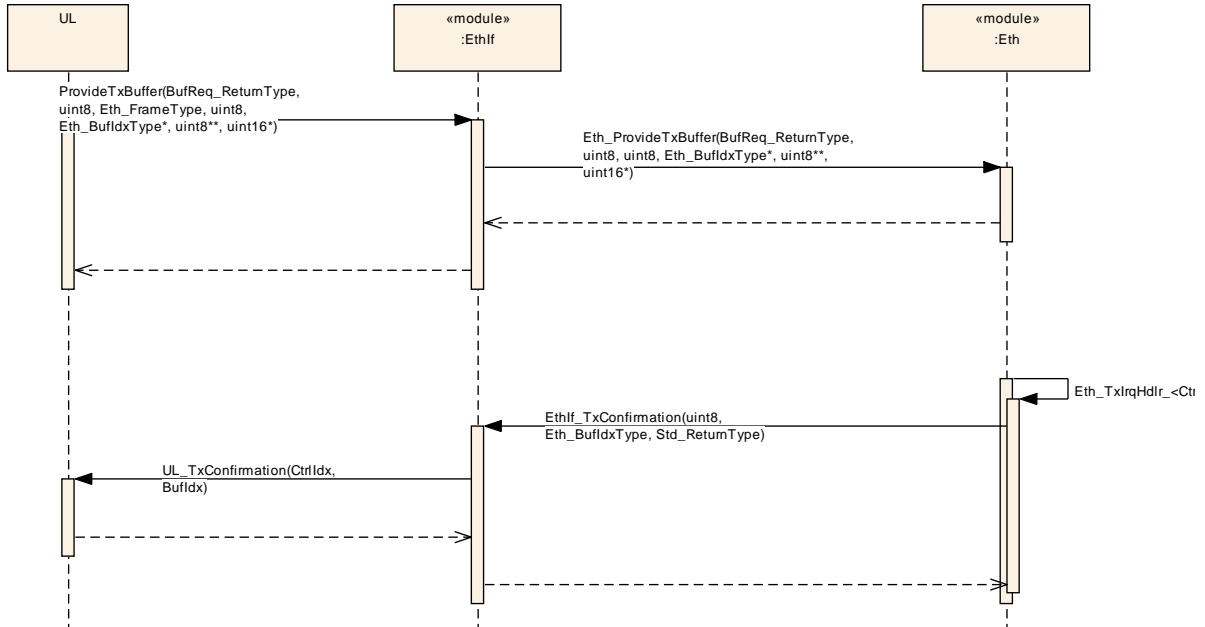 UL
«module»
:EthIf
«module»
:Eth
ProvideTxBuffer(BufReq_ReturnType,
uint8, Eth_FrameType, uint8,
Eth_BufIdxType*, uint8**, uint16*)
Eth_ProvideTxBuffer(BufReq_ReturnType,
uint8, uint8, Eth_BufIdxType*, uint8**,
uint16*)
Eth_TxIrqHdlr_<Ctr
EthIf_TxConfirmation(uint8,
Eth_BufIdxType, Std_ReturnType)
UL_TxConfirmation(CtrlIdx,
BufIdx)